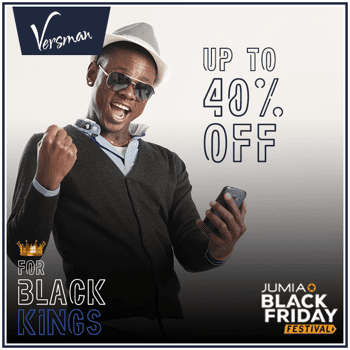 Versman
UP TO
40%
OFF
FOR
BLACK
KINGS
JUMIA
BLACK
FRIDAY
FESTIVAL